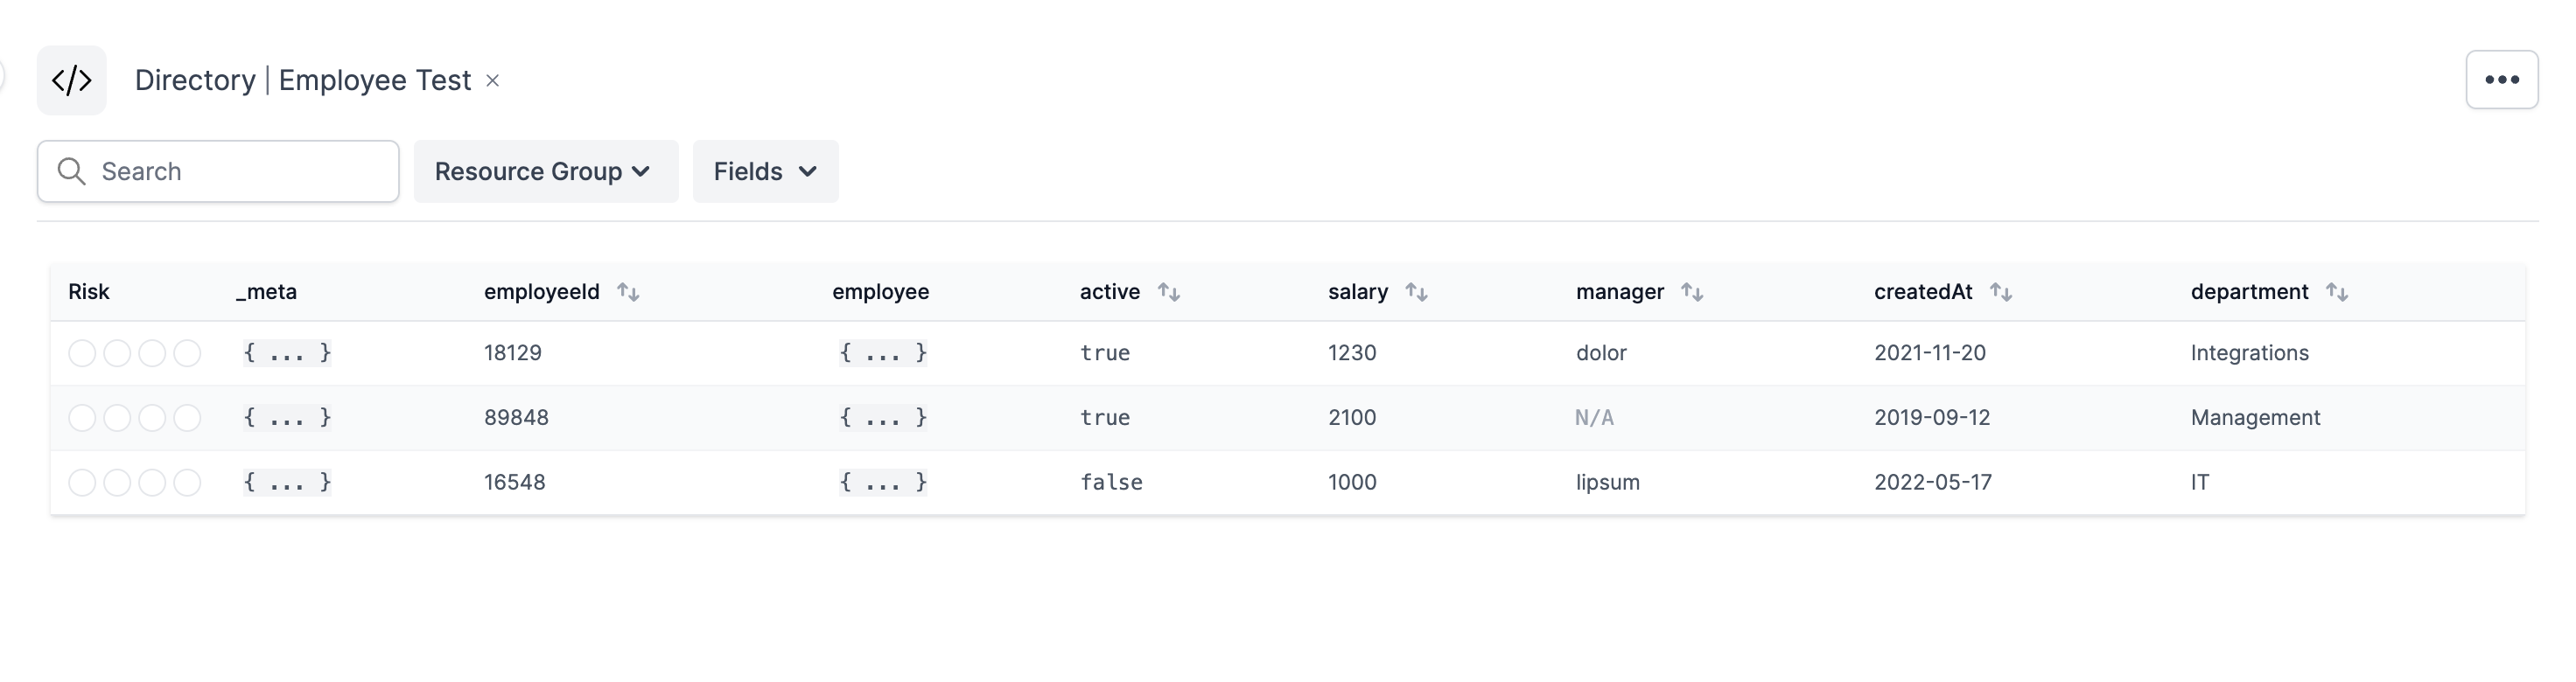 </> Directory | Employee Test ×
Search Resource Group Fields
Risk _meta employeeId employee active salary manager createdAt department
{ ... } 18129 { ... } true 1230 dolor 2021-11-20 Integrations
{ ... } 89848 { ... } true 2100 N/A 2019-09-12 Management
{ ... } 16548 { ... } false 1000 lipsum 2022-05-17 IT